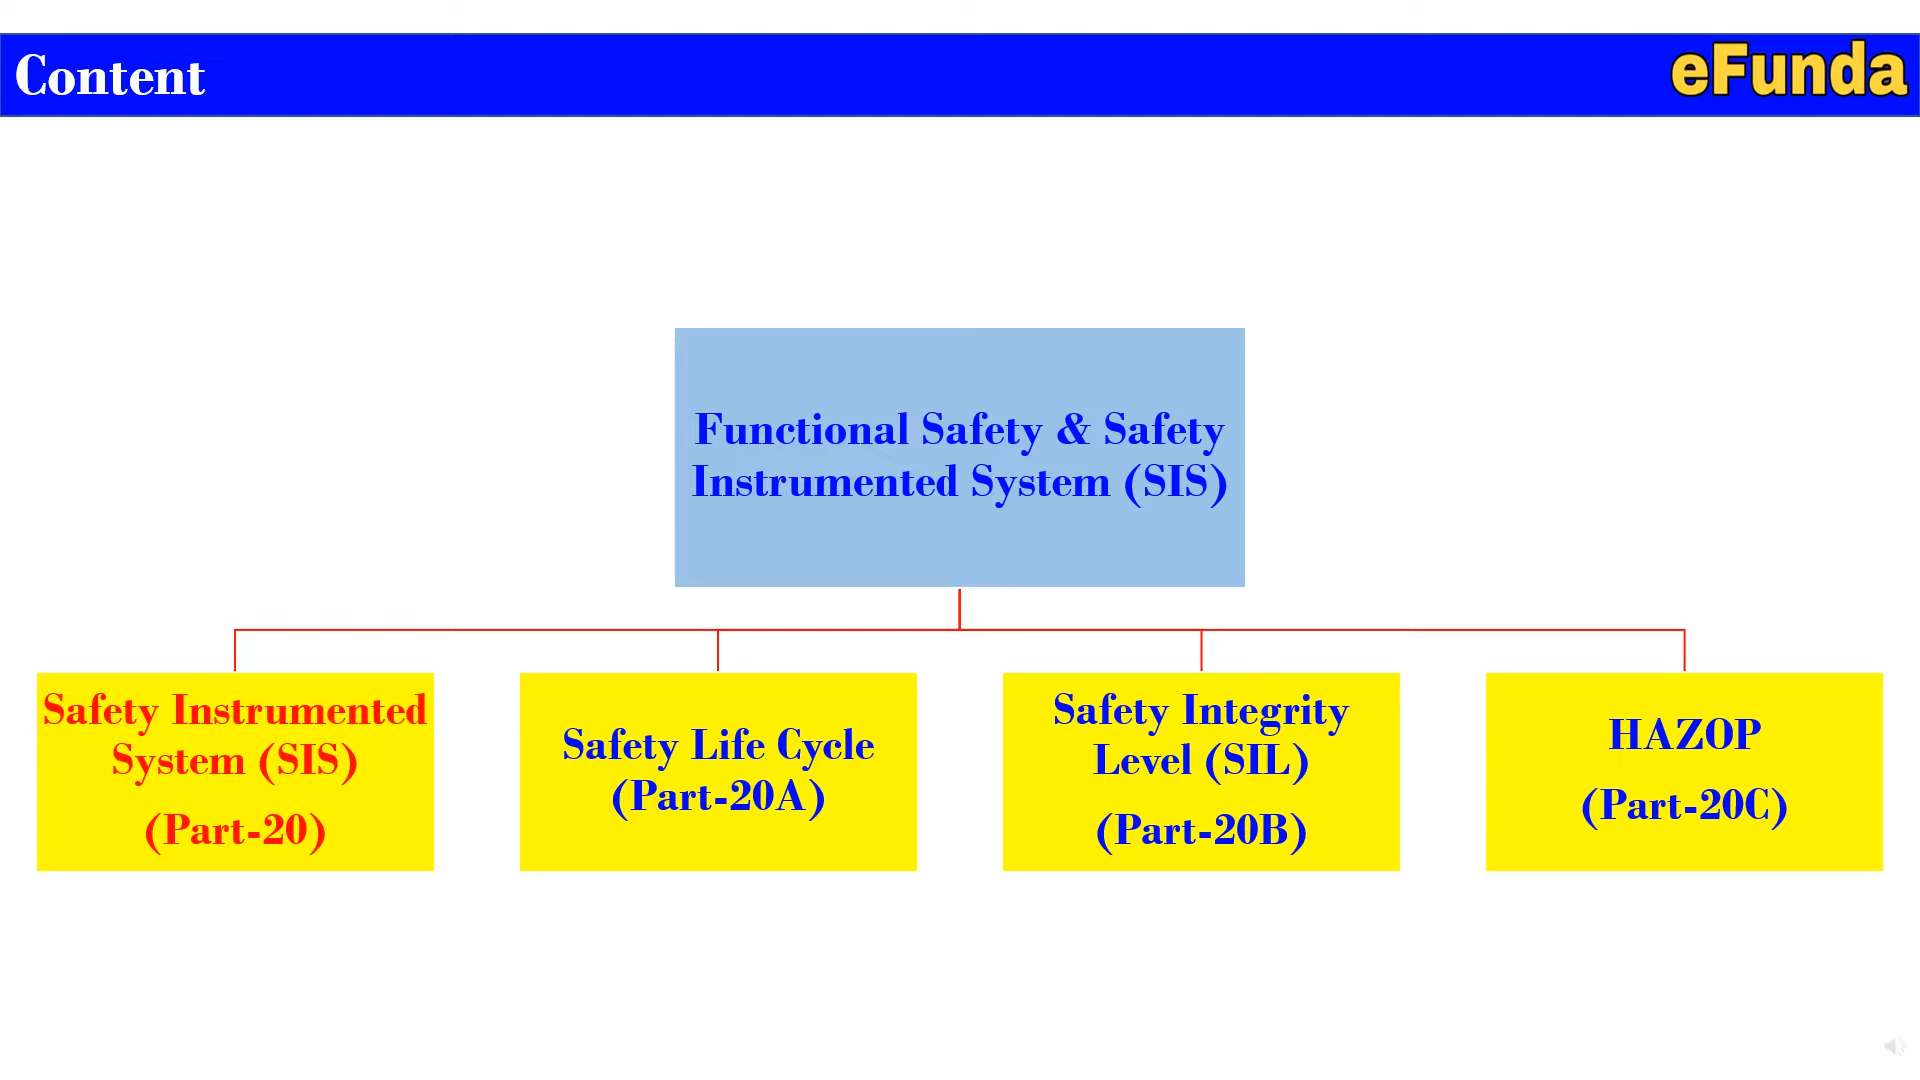 Content
eFunda
Functional Safety & Safety
Instrumented System (SIS)
Safety Instrumented
System (SIS)
(Part-20)
Safety Life Cycle
(Part-20A)
Safety Integrity
Level (SIL)
(Part-20B)
HAZOP
(Part-20C)